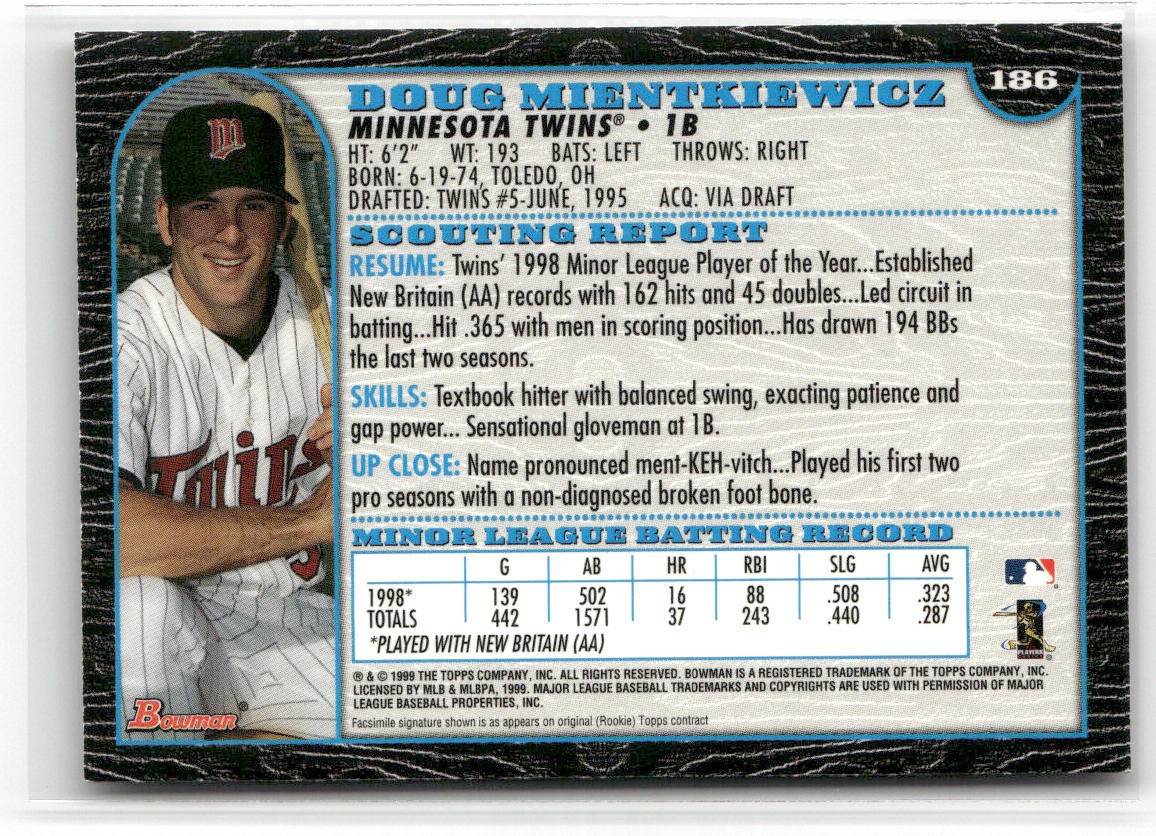 186
DOUG MIENTKIEWICZ
MINNESOTA TWINS® • 1B
HT: 6'2" WT: 193 BATS: LEFT THROWS: RIGHT
BORN: 6-19-74, TOLEDO, OH
DRAFTED: TWINS #5-JUNE, 1995 ACQ: VIA DRAFT
SCOUTING REPORT
RESUME: Twins' 1998 Minor League Player of the Year...Established
New Britain (AA) records with 162 hits and 45 doubles...Led circuit in
batting...Hit .365 with men in scoring position...Has drawn 194 BBs
the last two seasons.
SKILLS: Textbook hitter with balanced swing, exacting patience and
gap power... Sensational gloveman at 1B.
UP CLOSE: Name pronounced ment-KEH-vitch...Played his first two
pro seasons with a non-diagnosed broken foot bone.
MINOR LEAGUE BATTING RECORD
G AB HR RBI SLG AVG
1998* 139 502 16 88 .508 .323
TOTALS 442 1571 37 243 .440 .287
*PLAYED WITH NEW BRITAIN (AA)
® & © 1999 THE TOPPS COMPANY, INC. ALL RIGHTS RESERVED. BOWMAN IS A REGISTERED TRADEMARK OF THE TOPPS COMPANY, INC.
LICENSED BY MLB & MLBPA, 1999. MAJOR LEAGUE BASEBALL TRADEMARKS AND COPYRIGHTS ARE USED WITH PERMISSION OF MAJOR
LEAGUE BASEBALL PROPERTIES, INC.
Facsimile signature shown is as appears on original (Rookie) Topps contract
M
Twins
Bowman®
PLAYERS